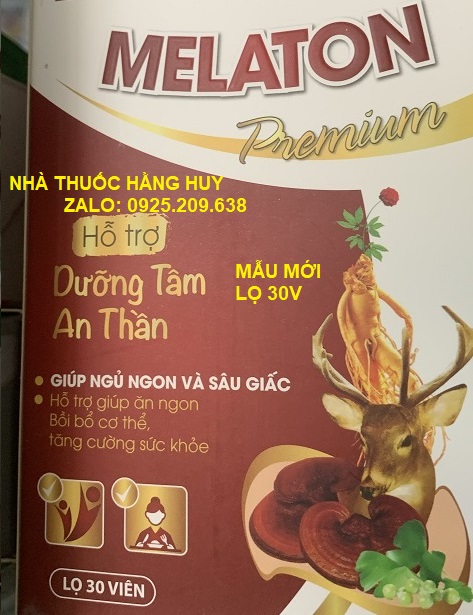 MELATON
Premium
NHÀ THUỐC HẰNG HUY
ZALO: 0925.209.638
Hỗ trợ
Dưỡng Tâm
An Thần
MẪU MỚI
LỌ 30V
• GIÚP NGỦ NGON VÀ SÂU GIẤC
• Hỗ trợ giúp ăn ngon
Bồi bổ cơ thể,
tăng cường sức khỏe
LỌ 30 VIÊN